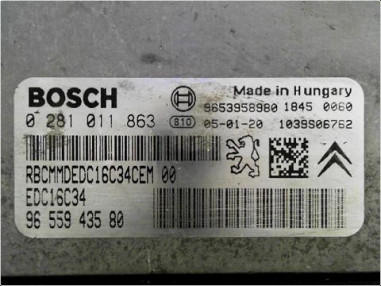 BOSCH
Made in Hungary
9653958980 1845 0060
0 281 011 863
810
05-01-20 1039S06762
RBCMMDEDC16C34CEM 00
EDC16C34
96 559 435 80